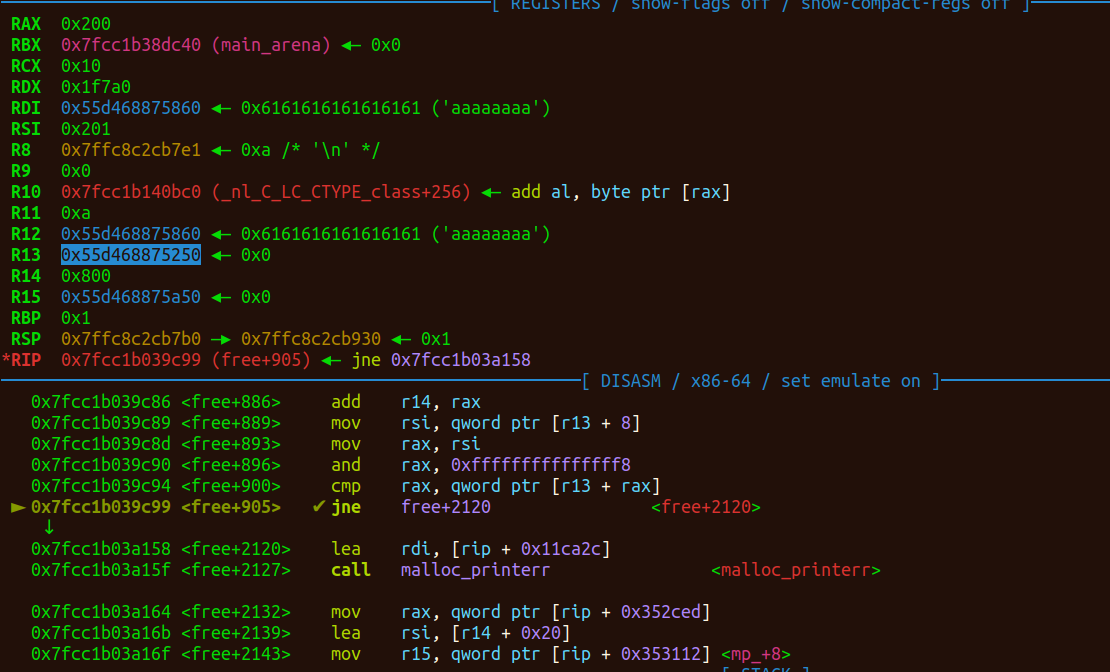 [ REGISTERS / show-flags off / show-compact-regs off ]
RAX  0x200
RBX  0x7fcc1b38dc40 (main_arena) ◂— 0x0
RCX  0x10
RDX  0x1f7a0
RDI  0x55d468875860 ◂— 0x6161616161616161 ('aaaaaaaa')
RSI  0x201
R8   0x7ffc8c2cb7e1 ◂— 0xa /* '\n' */
R9   0x0
R10  0x7fcc1b140bc0 (_nl_C_LC_CTYPE_class+256) ◂— add al, byte ptr [rax]
R11  0xa
R12  0x55d468875860 ◂— 0x6161616161616161 ('aaaaaaaa')
R13  0x55d468875250 ◂— 0x0
R14  0x800
R15  0x55d468875a50 ◂— 0x0
RBP  0x1
RSP  0x7ffc8c2cb7b0 —▸ 0x7ffc8c2cb930 ◂— 0x1
*RIP  0x7fcc1b039c99 (free+905) ◂— jne 0x7fcc1b03a158
[ DISASM / x86-64 / set emulate on ]
0x7fcc1b039c86 <free+886>    add    r14, rax
0x7fcc1b039c89 <free+889>    mov    rsi, qword ptr [r13 + 8]
0x7fcc1b039c8d <free+893>    mov    rax, rsi
0x7fcc1b039c90 <free+896>    and    rax, 0xfffffffffffffff8
0x7fcc1b039c94 <free+900>    cmp    rax, qword ptr [r13 + rax]
► 0x7fcc1b039c99 <free+905>  ✔ jne    free+2120                <free+2120>
↓
0x7fcc1b03a158 <free+2120>    lea    rdi, [rip + 0x11ca2c]
0x7fcc1b03a15f <free+2127>    call   malloc_printerr                <malloc_printerr>
0x7fcc1b03a164 <free+2132>    mov    rax, qword ptr [rip + 0x352ced]
0x7fcc1b03a16b <free+2139>    lea    rsi, [r14 + 0x20]
0x7fcc1b03a16f <free+2143>    mov    r15, qword ptr [rip + 0x353112] <mp_+8>
[ STACK ]